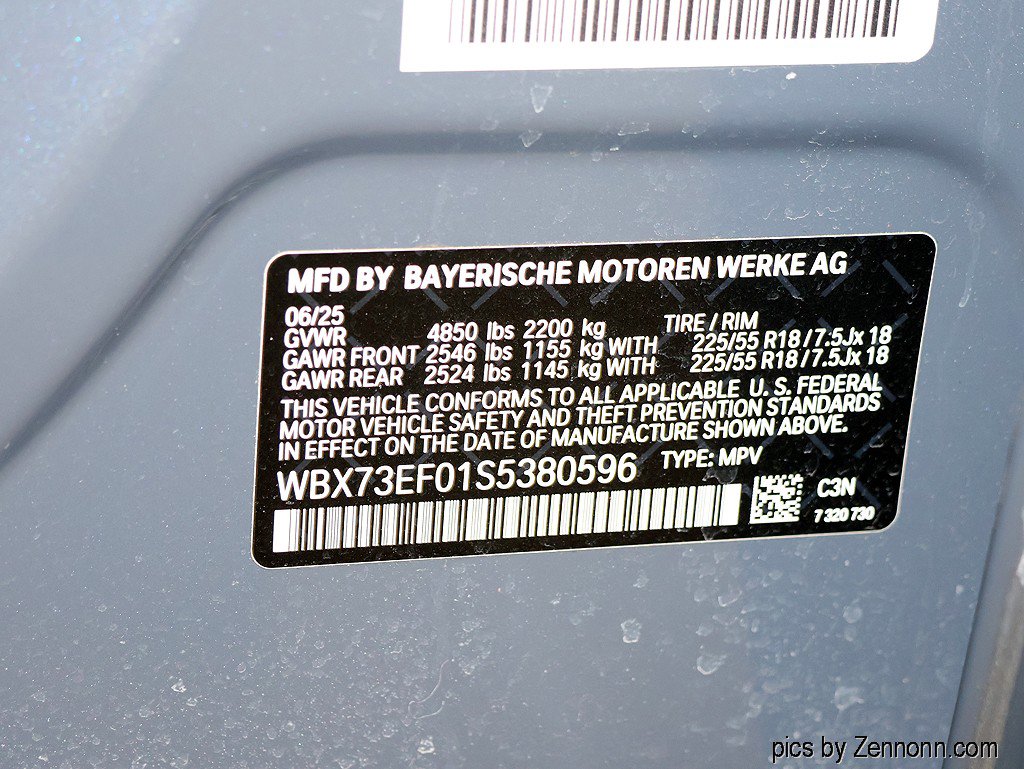 MFD BY BAYERISCHE MOTOREN WERKE AG
06/25
GVWR 4850 lbs 2200 kg TIRE / RIM
GAWR FRONT 2546 lbs 1155 kg WITH 225/55 R18 / 7.5Jx 18
GAWR REAR 2524 lbs 1145 kg WITH 225/55 R18 / 7.5Jx 18
THIS VEHICLE CONFORMS TO ALL APPLICABLE U. S. FEDERAL
MOTOR VEHICLE SAFETY AND THEFT PREVENTION STANDARDS
IN EFFECT ON THE DATE OF MANUFACTURE SHOWN ABOVE.
WBX73EF01S5380596 TYPE: MPV
C3N
7 320 730
pics by Zennonn.com